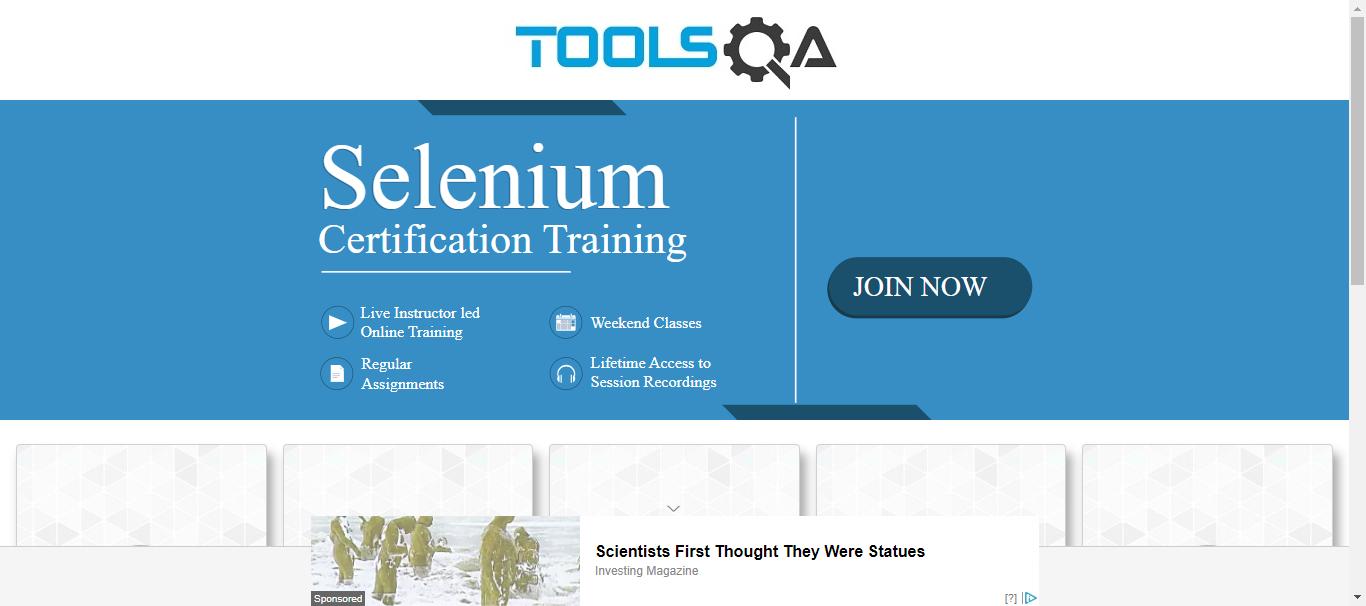 TOOLSQA
Selenium
Certification Training
Live Instructor led
Online Training
Weekend Classes
Regular
Assignments
Lifetime Access to
Session Recordings
JOIN NOW
Scientists First Thought They Were Statues
Investing Magazine
Sponsored
[?]